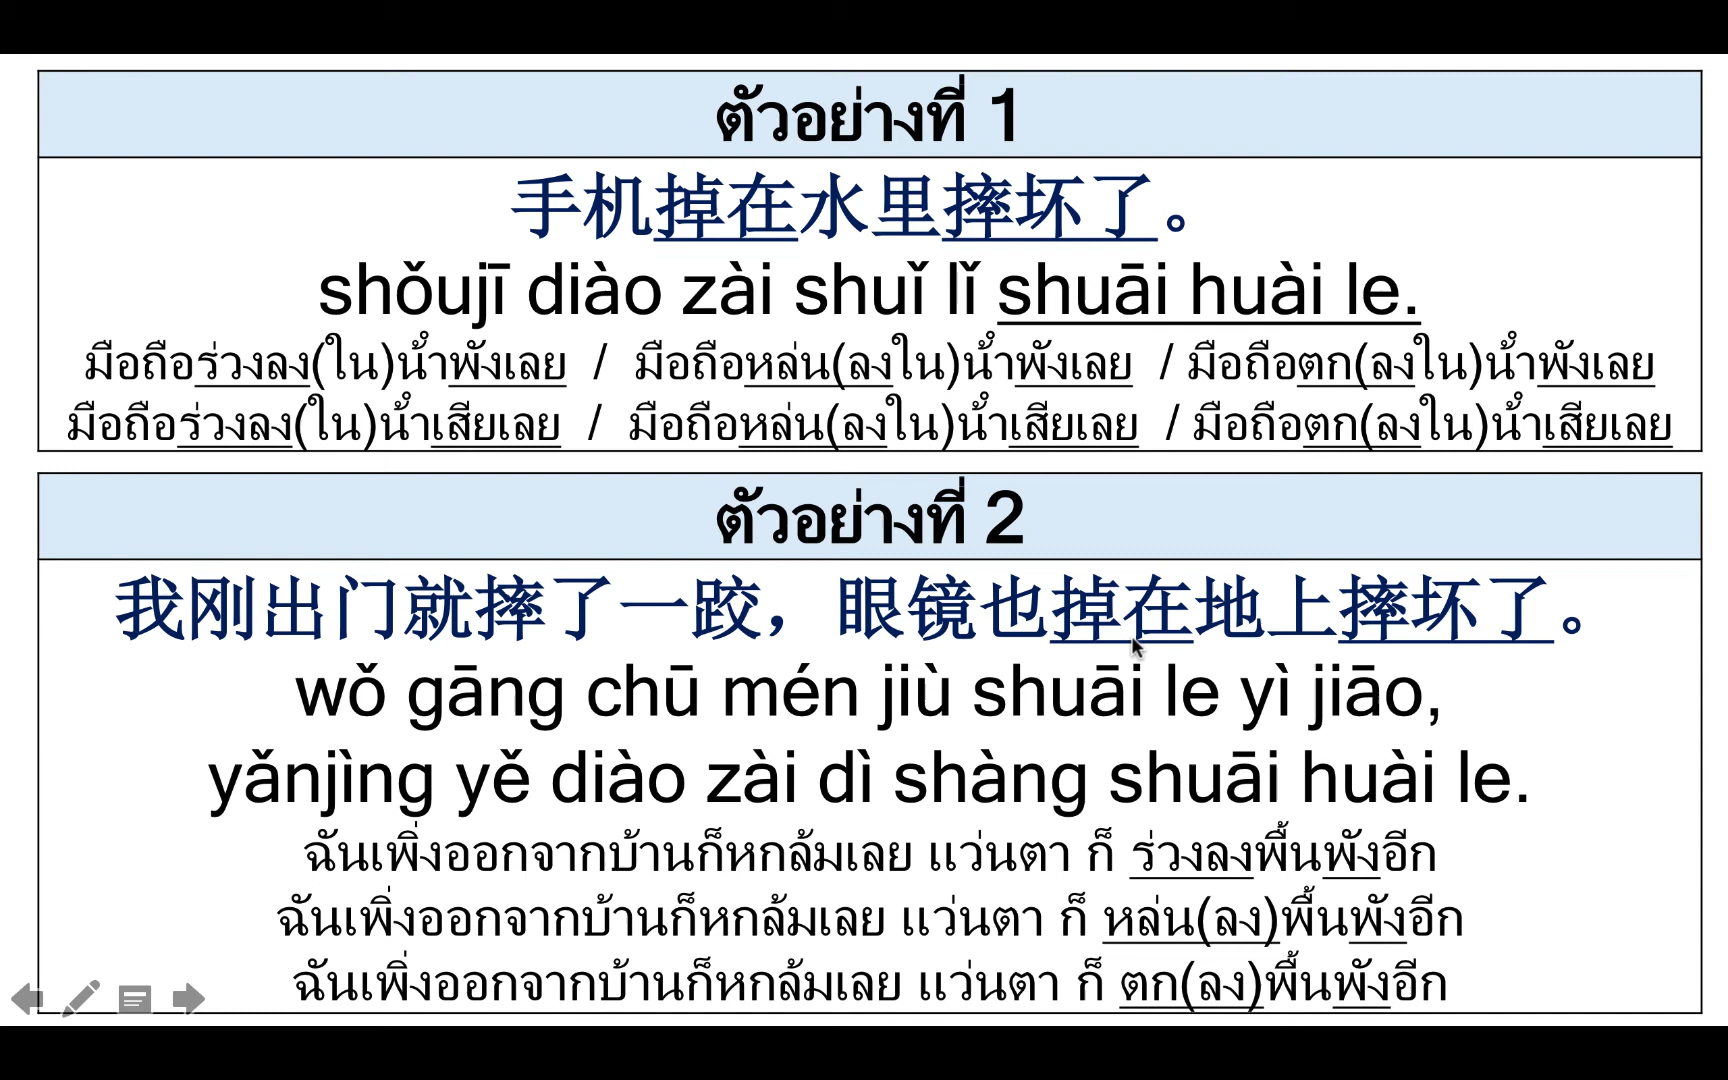 ตัวอย่างที่ 1
手机掉在水里摔坏了。
shǒujī diào zài shuǐ lǐ shuāi huài le.
มือถือร่วงลง(ใน)น้ำพังเลย / มือถือหล่น(ลงใน)น้ำพังเลย / มือถือตก(ลงใน)น้ำพังเลย
มือถือร่วงลง(ใน)น้ำเสียเลย / มือถือหล่น(ลงใน)น้ำเสียเลย / มือถือตก(ลงใน)น้ำเสียเลย
ตัวอย่างที่ 2
我刚出门就摔了一跤，眼镜也掉在地上摔坏了。
wǒ gāng chū mén jiù shuāi le yì jiāo,
yǎnjìng yě diào zài dì shàng shuāi huài le.
ฉันเพิ่งออกจากบ้านก็หกล้มเลย แว่นตา ก็ ร่วงลงพื้นพังอีก
ฉันเพิ่งออกจากบ้านก็หกล้มเลย แว่นตา ก็ หล่น(ลง)พื้นพังอีก
ฉันเพิ่งออกจากบ้านก็หกล้มเลย แว่นตา ก็ ตก(ลง)พื้นพังอีก